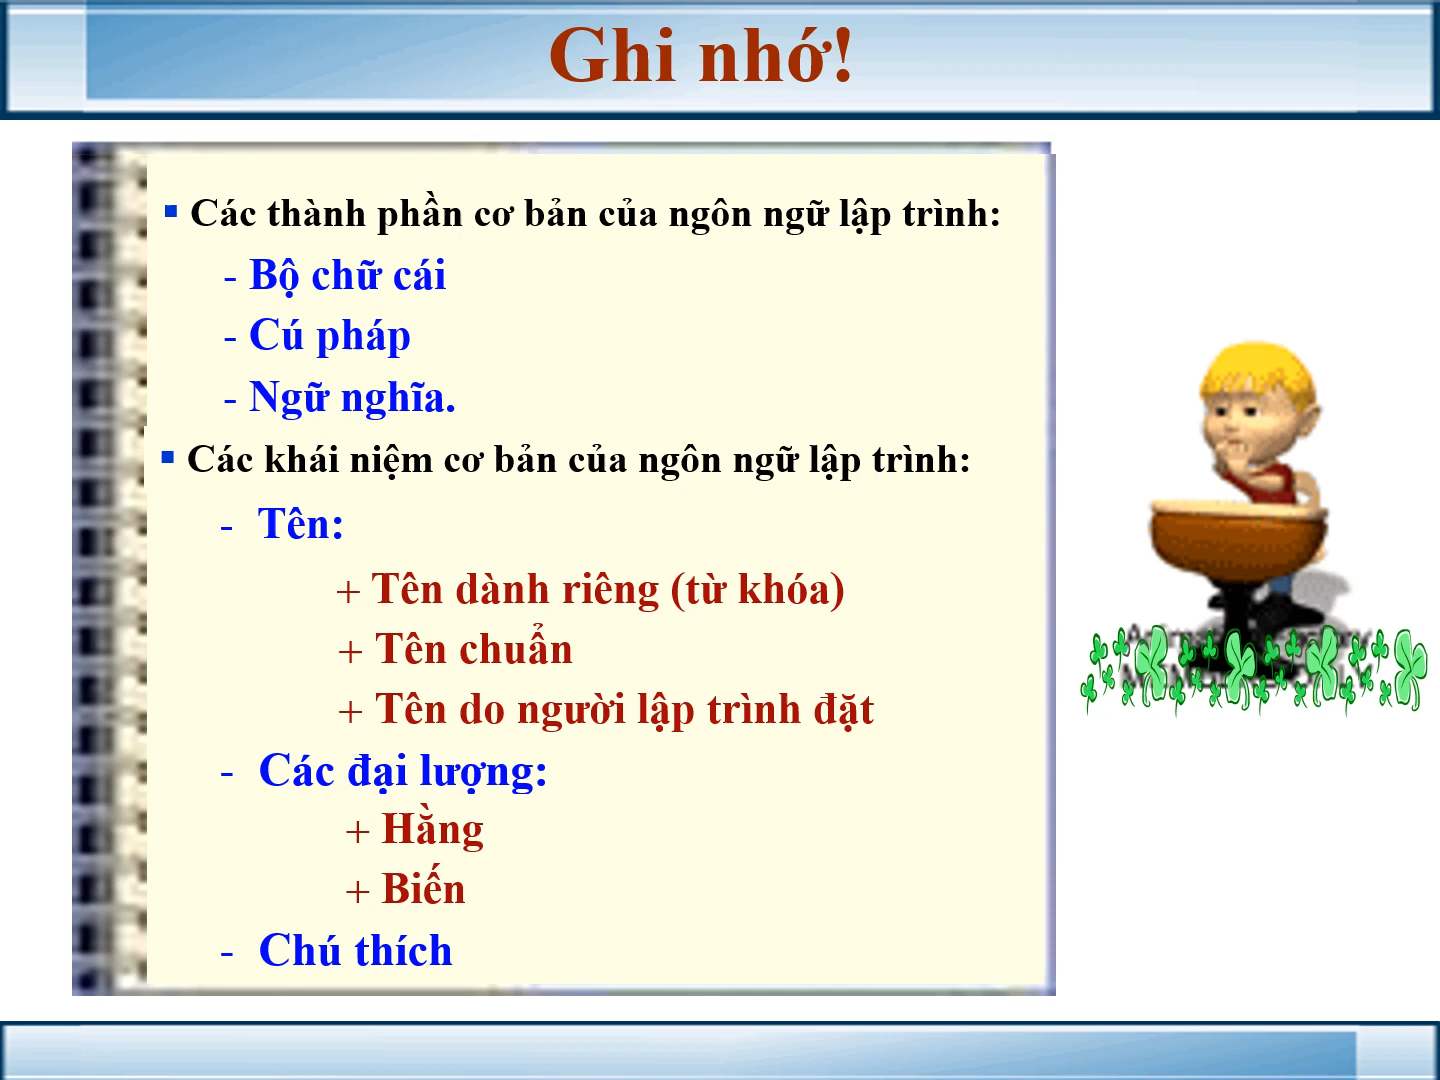 Ghi nhớ!
▪ Các thành phần cơ bản của ngôn ngữ lập trình:
- Bộ chữ cái
- Cú pháp
- Ngữ nghĩa.
▪ Các khái niệm cơ bản của ngôn ngữ lập trình:
- Tên:
+ Tên dành riêng (từ khóa)
+ Tên chuẩn
+ Tên do người lập trình đặt
- Các đại lượng:
+ Hằng
+ Biến
- Chú thích